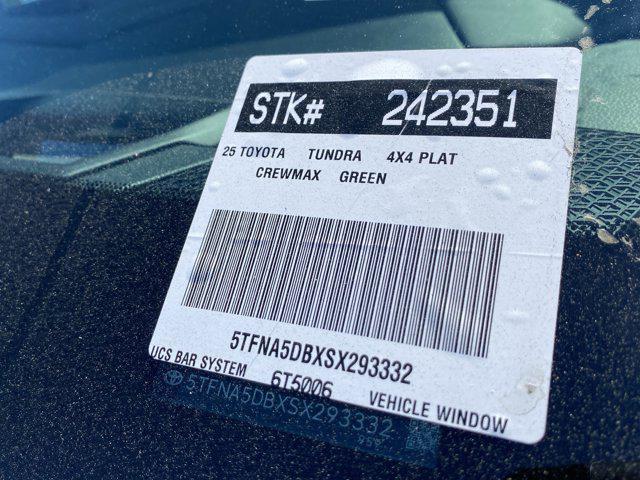 STK# 242351
25 TOYOTA TUNDRA 4X4 PLAT
CREWMAX GREEN
5TFNA5DBXSX293332
UCS BAR SYSTEM 6T5006 VEHICLE WINDOW
5TFNA5DBXSX293332